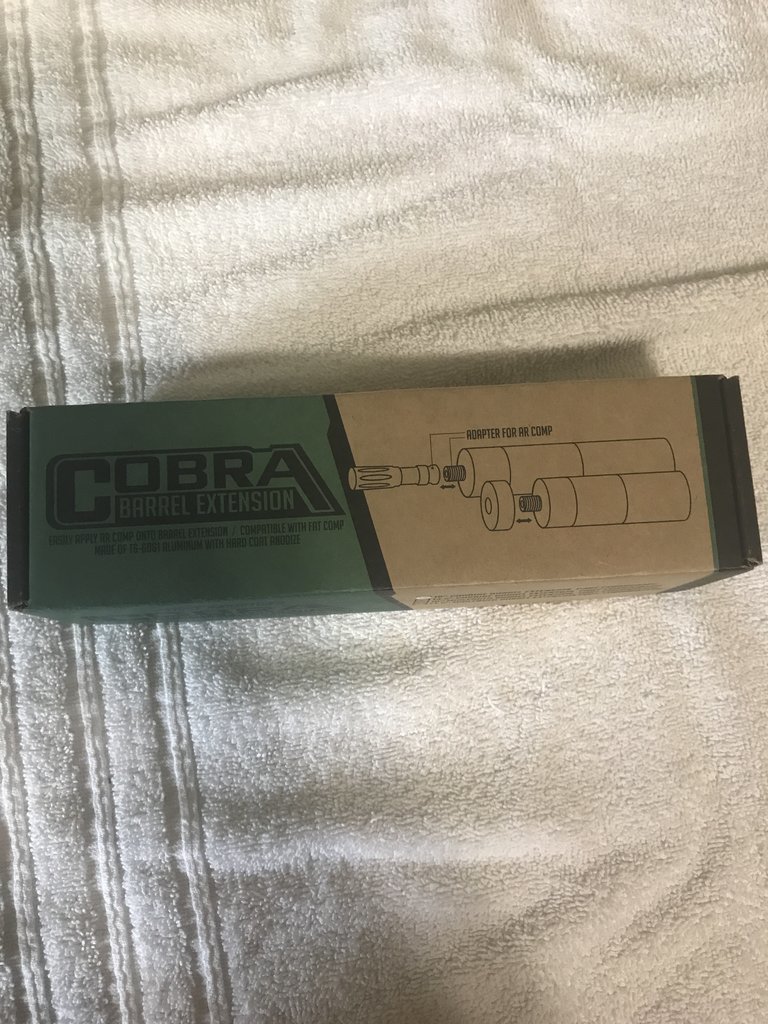 COBRA
BARREL EXTENSION
EASILY APPLY AR COMP ONTO BARREL EXTENSION / COMPATIBLE WITH FAT COMP
MADE OF T6-6061 ALUMINUM WITH HARD COAT ANODIZE
ADAPTER FOR AR COMP